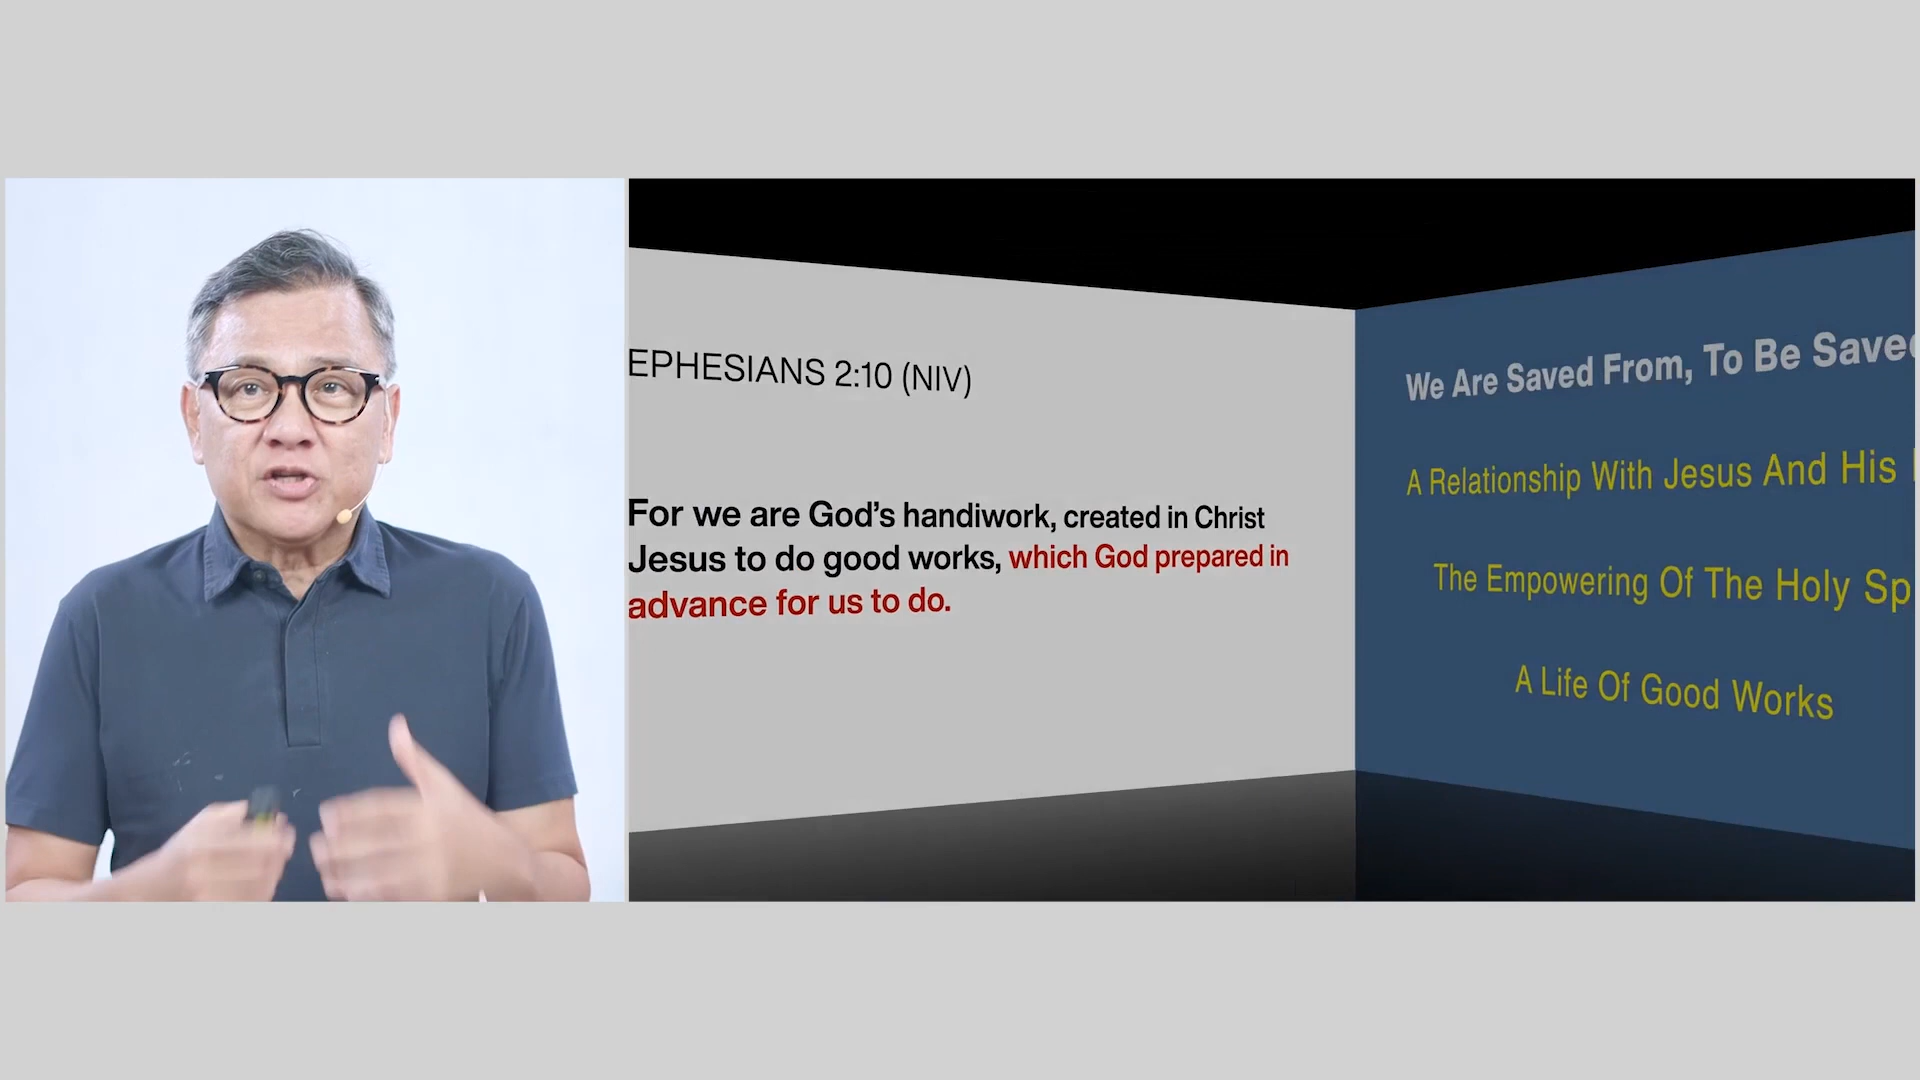 EPHESIANS 2:10 (NIV)
For we are God’s handiwork, created in Christ
Jesus to do good works, which God prepared in
advance for us to do.
We Are Saved From, To Be Saved
A Relationship With Jesus And His
The Empowering Of The Holy
A Life Of Good Works